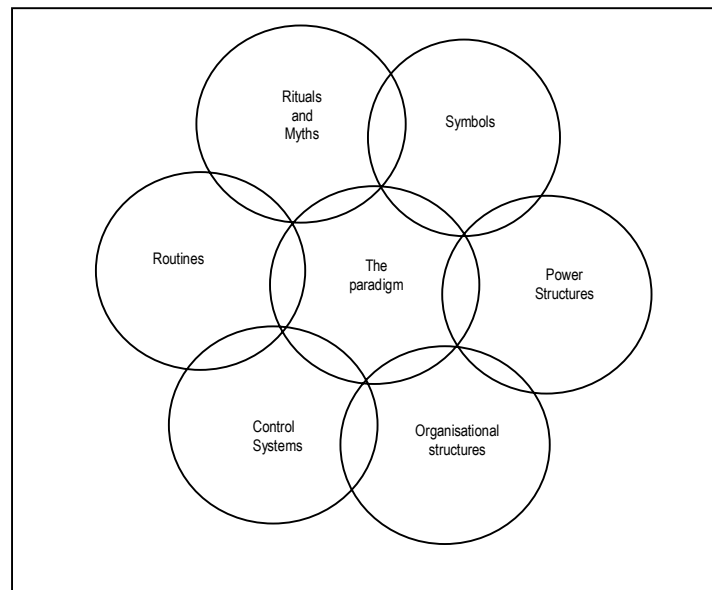 Rituals
and
Myths
Symbols
Routines
The
paradigm
Power
Structures
Control
Systems
Organisational
structures